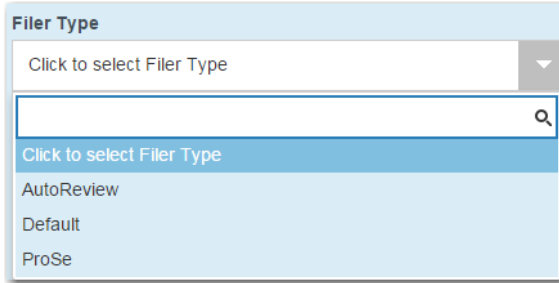 Filer Type
Click to select Filer Type
Click to select Filer Type
AutoReview
Default
ProSe